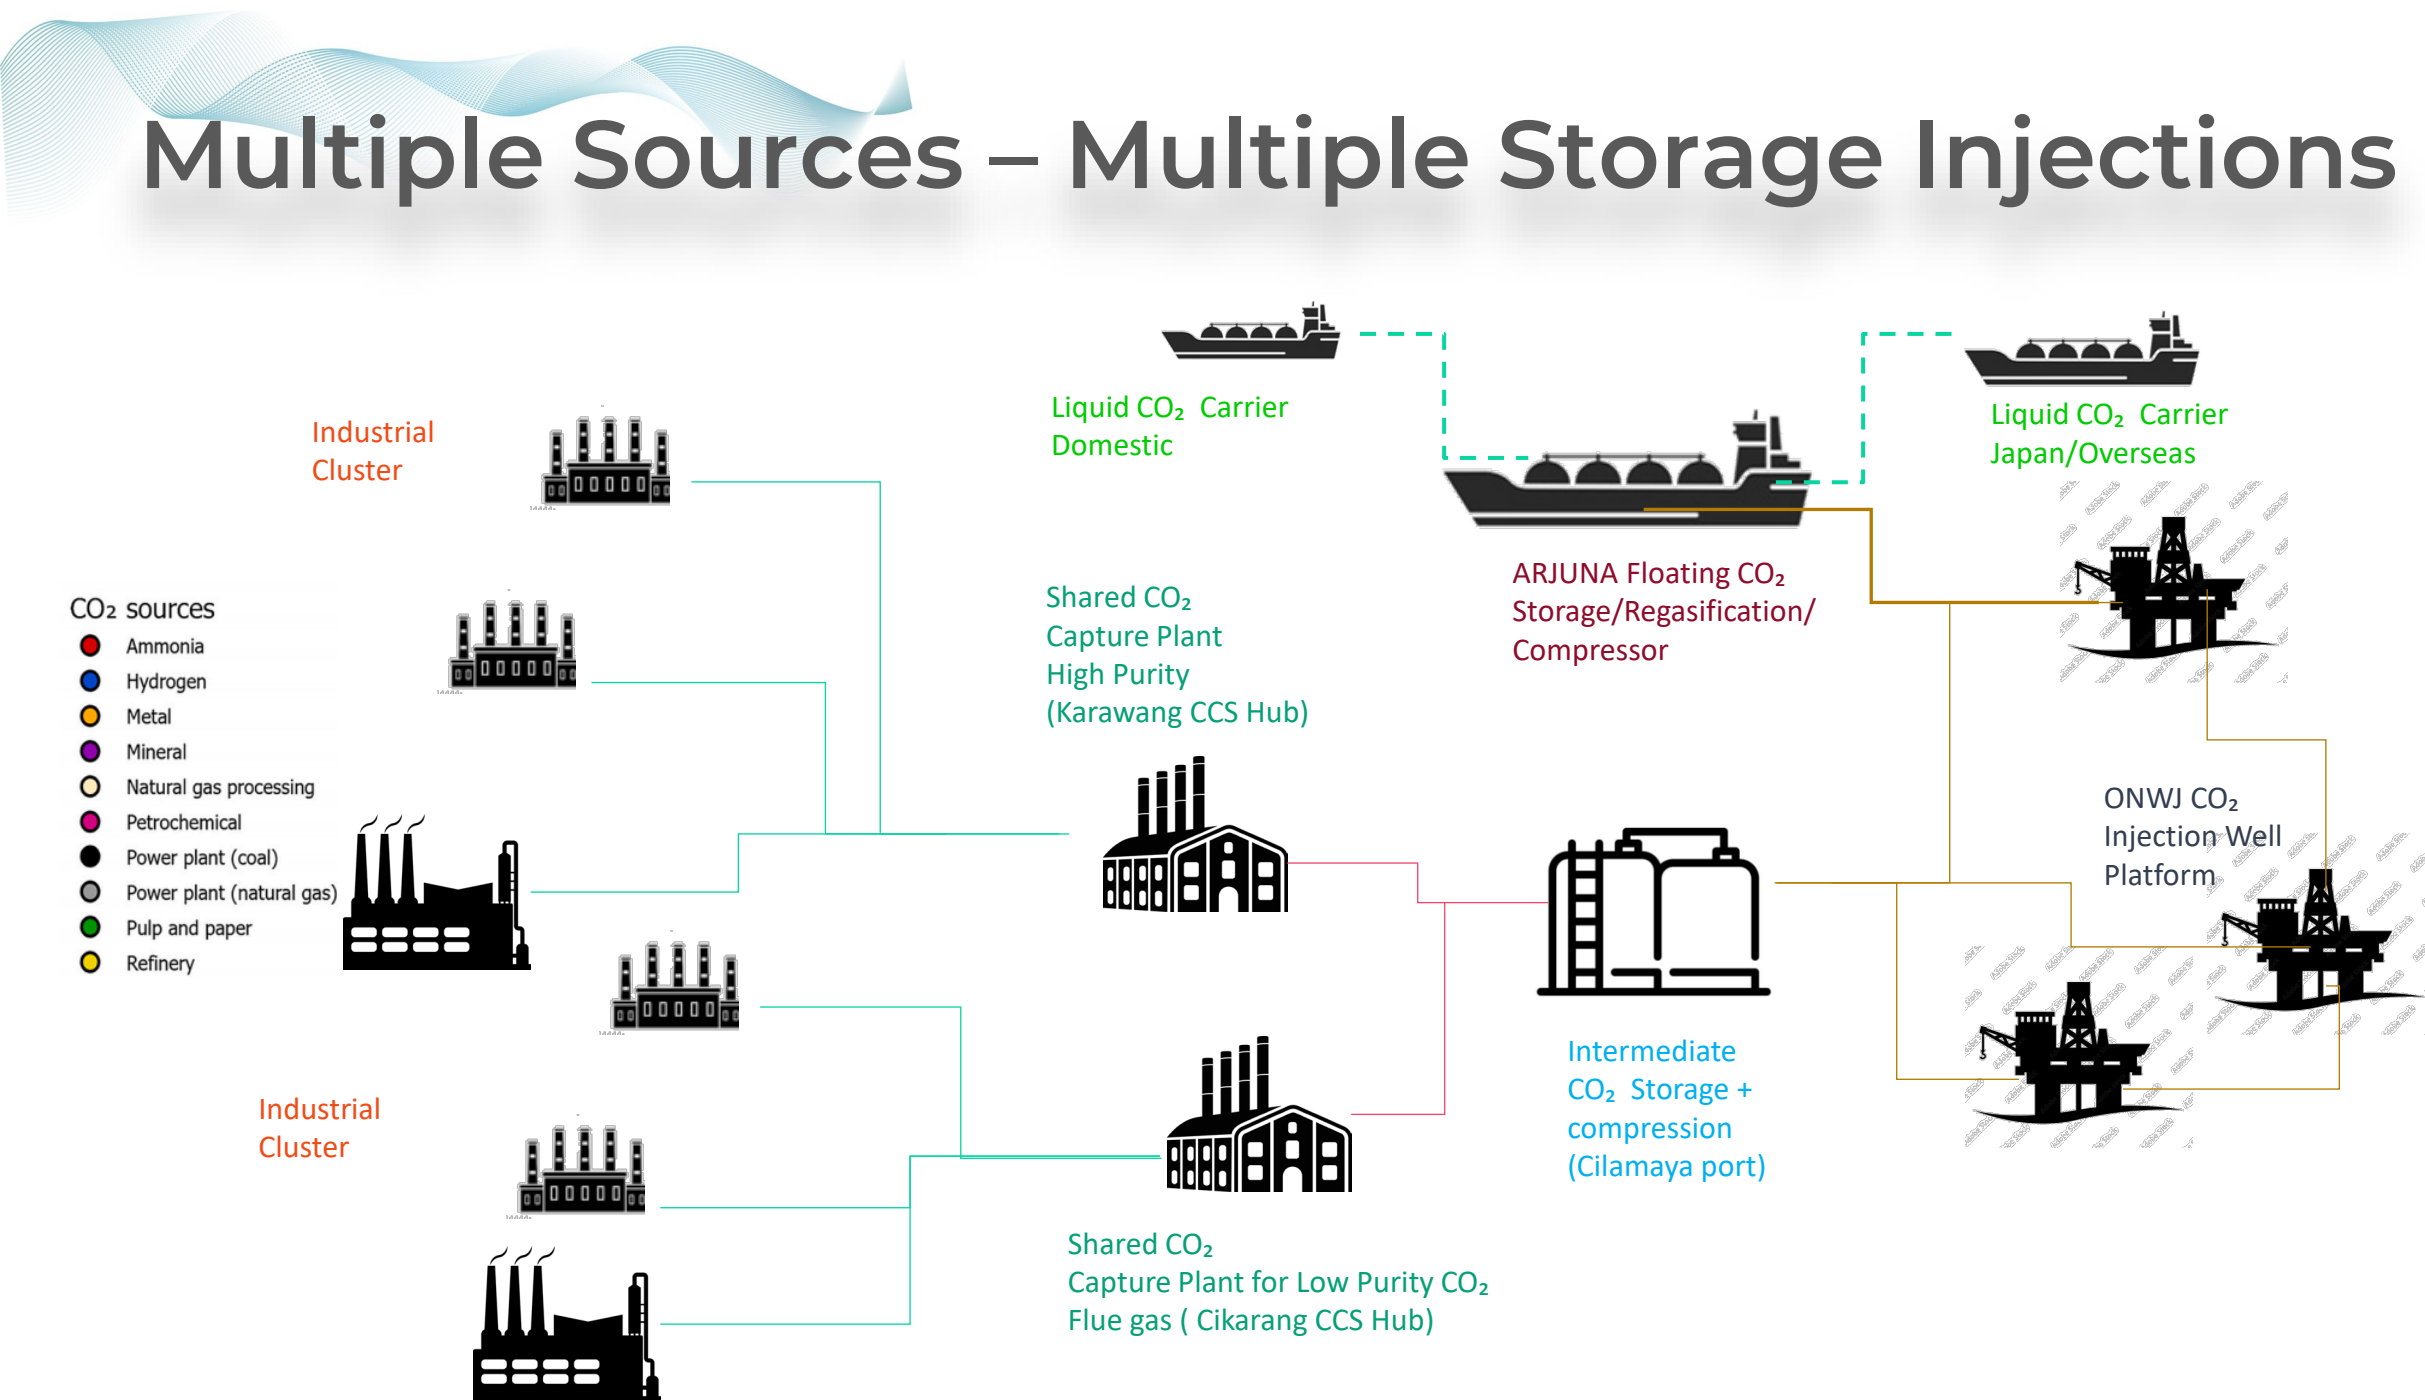 Multiple Sources – Multiple Storage Injections
Industrial
Cluster
CO₂ sources
Ammonia
Hydrogen
Metal
Mineral
Natural gas processing
Petrochemical
Power plant (coal)
Power plant (natural gas)
Pulp and paper
Refinery
Industrial
Cluster
Liquid CO₂ Carrier
Domestic
Shared CO₂
Capture Plant
High Purity
(Karawang CCS Hub)
Shared CO₂
Capture Plant for Low Purity CO₂
Flue gas ( Cikarang CCS Hub)
ARJUNA Floating CO₂
Storage/Regasification/
Compressor
Intermediate
CO₂ Storage +
compression
(Cilamaya port)
Liquid CO₂ Carrier
Japan/Overseas
ONWJ CO₂
Injection Well
Platform